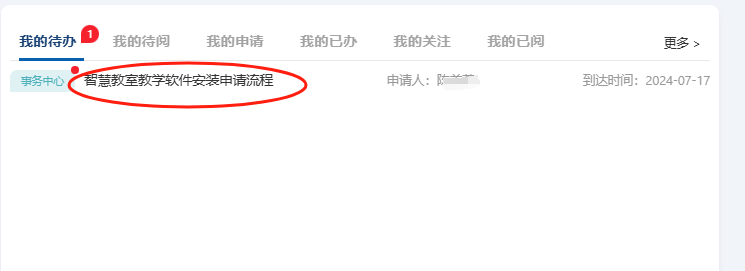 我的待办 1 我的待阅 我的申请 我的已办 我的关注 我的已阅 更多 >
事务中心 智慧教室教学软件安装申请流程 申请人： 到达时间：2024-07-17